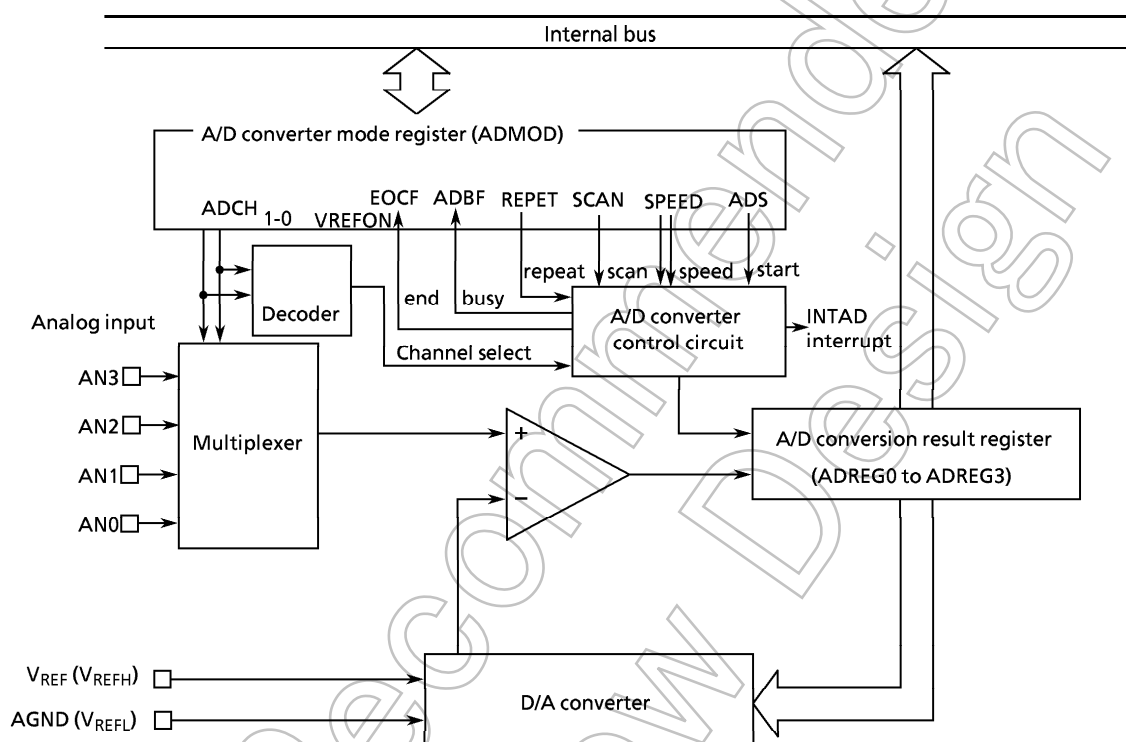 Internal bus
A/D converter mode register (ADMOD)
ADCH 1-0 VREFON EOCF ADBF REPET SCAN SPEED ADS
repeat scan speed start
end busy
Decoder
A/D converter
control circuit
INTAD
interrupt
Analog input
Channel select
AN3
AN2
AN1
AN0
Multiplexer
+
−
A/D conversion result register
(ADREG0 to ADREG3)
VREF (VREFH)
AGND (VREFL)
D/A converter
ecommende
w Design